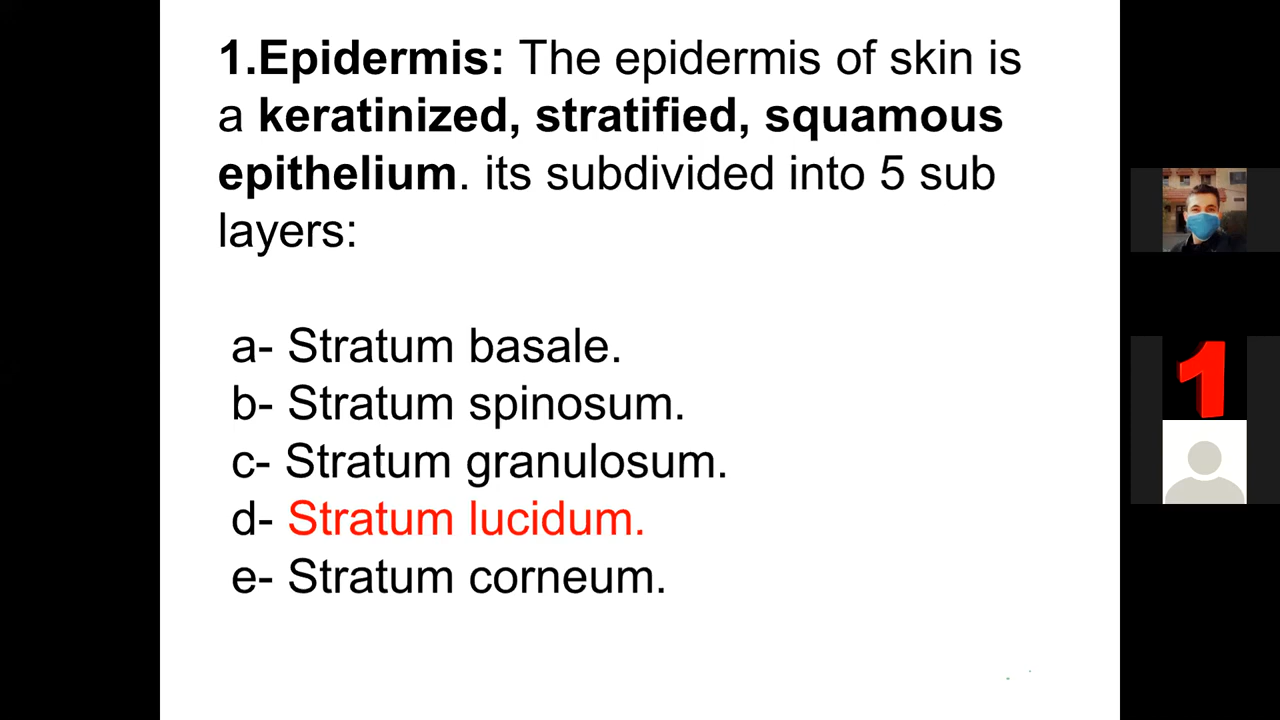 1.Epidermis: The epidermis of skin is
a keratinized, stratified, squamous
epithelium. its subdivided into 5 sub
layers:
a- Stratum basale.
b- Stratum spinosum.
c- Stratum granulosum.
d- Stratum lucidum.
e- Stratum corneum.
1